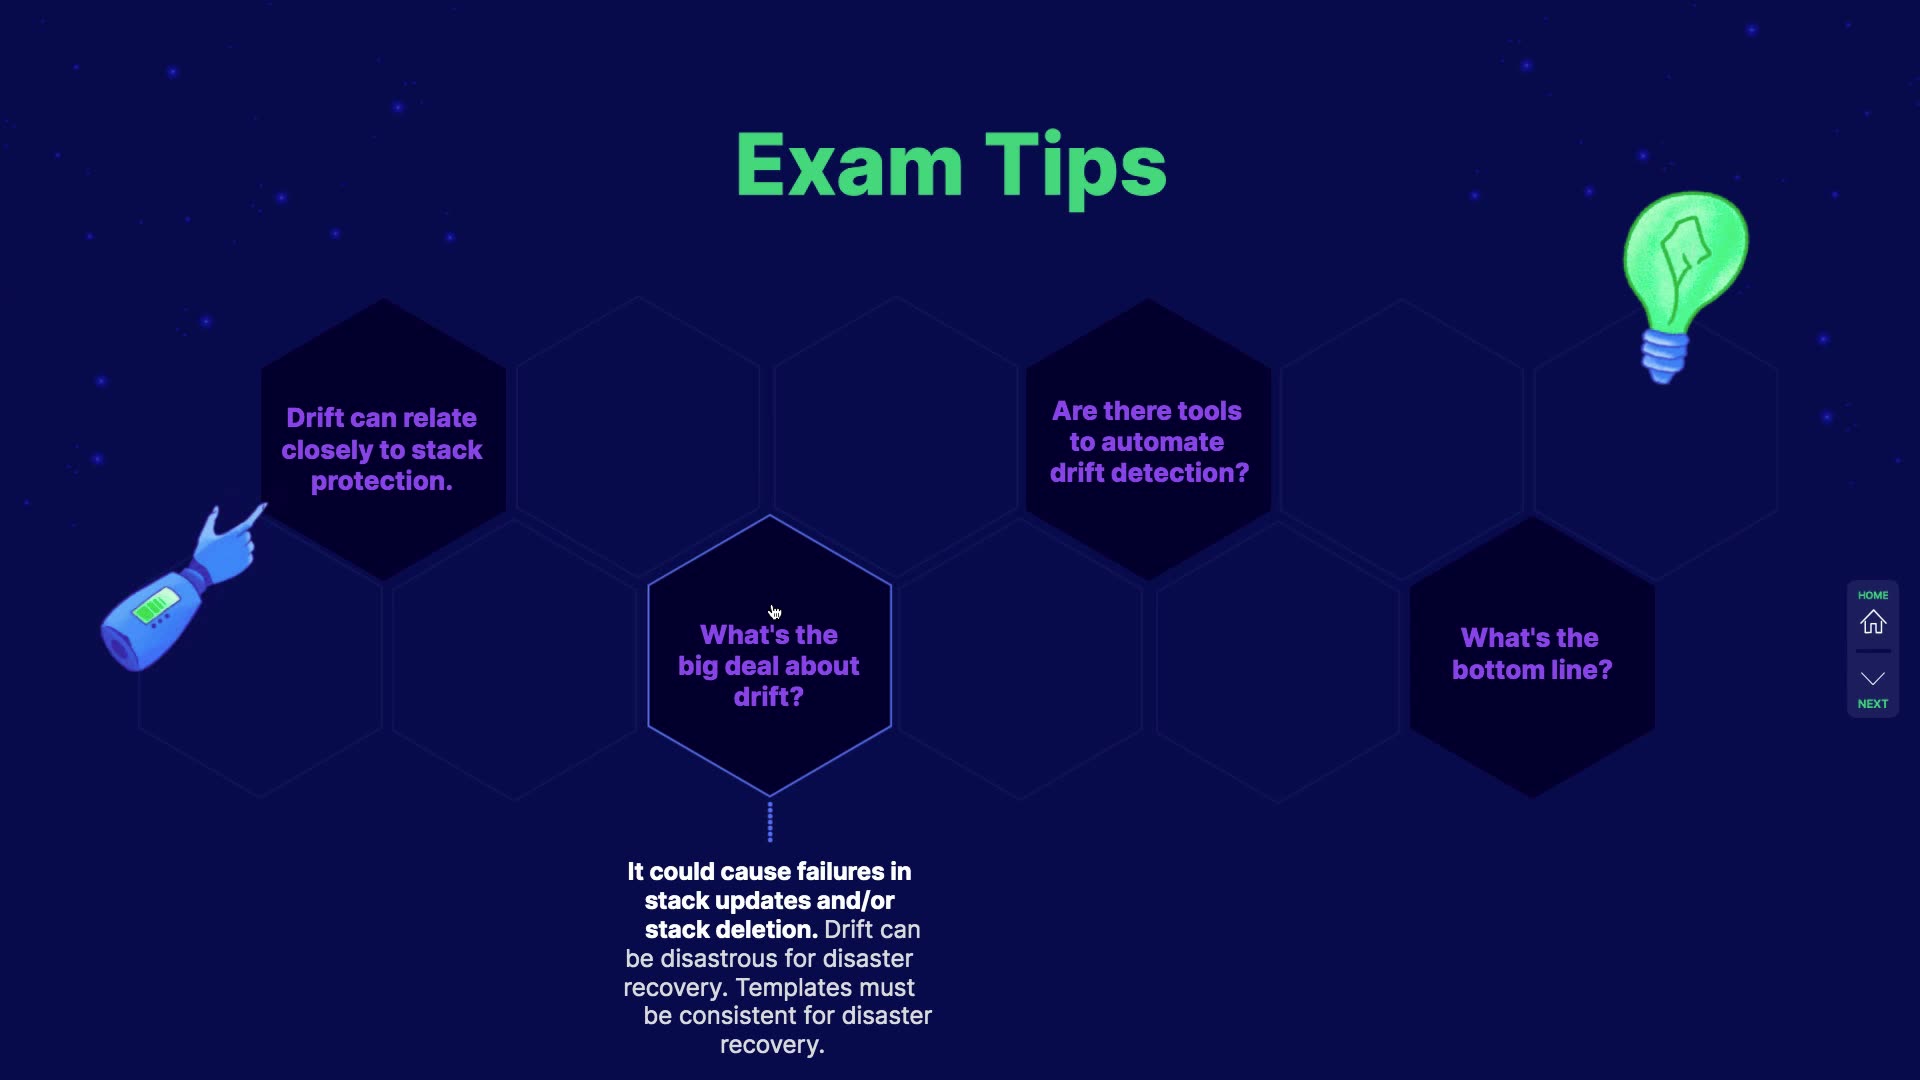 Exam Tips
Drift can relate
closely to stack
protection.
Are there tools
to automate
drift detection?
What's the
big deal about
drift?
What's the
bottom line?
HOME
NEXT
It could cause failures in
stack updates and/or
stack deletion. Drift can
be disastrous for disaster
recovery. Templates must
be consistent for disaster
recovery.